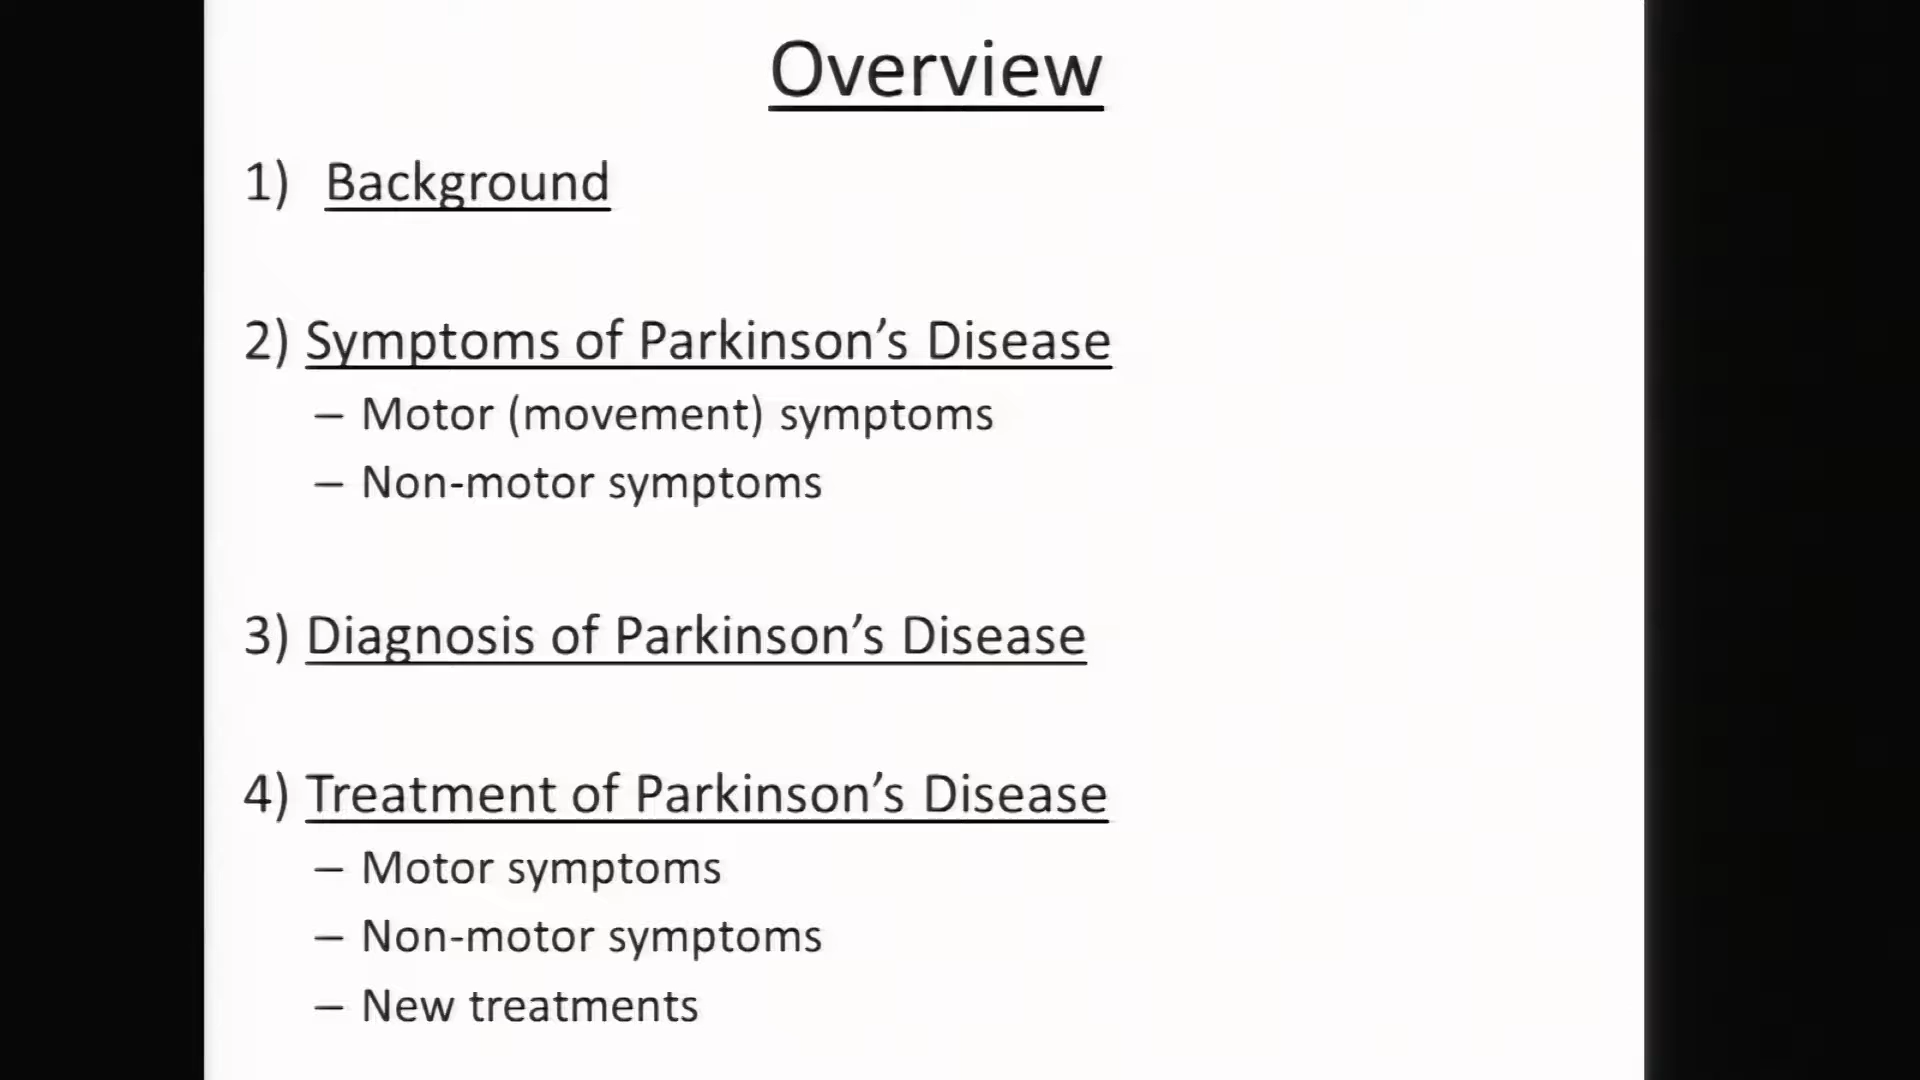 Overview
1) Background
2) Symptoms of Parkinson’s Disease
– Motor (movement) symptoms
– Non-motor symptoms
3) Diagnosis of Parkinson’s Disease
4) Treatment of Parkinson’s Disease
– Motor symptoms
– Non-motor symptoms
– New treatments